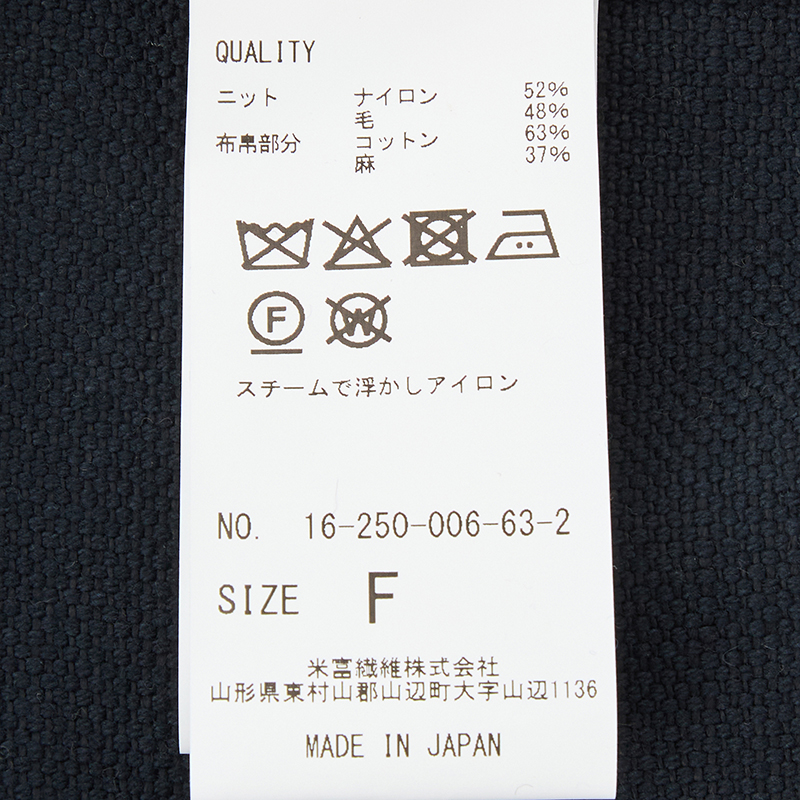 QUALITY
ニット ナイロン 52%
毛 48%
布帛部分 コットン 63%
麻 37%
F W
スチームで浮かしアイロン
NO. 16-250-006-63-2
SIZE F
米富繊維株式会社
山形県東村山郡山辺町大字山辺1136
MADE IN JAPAN